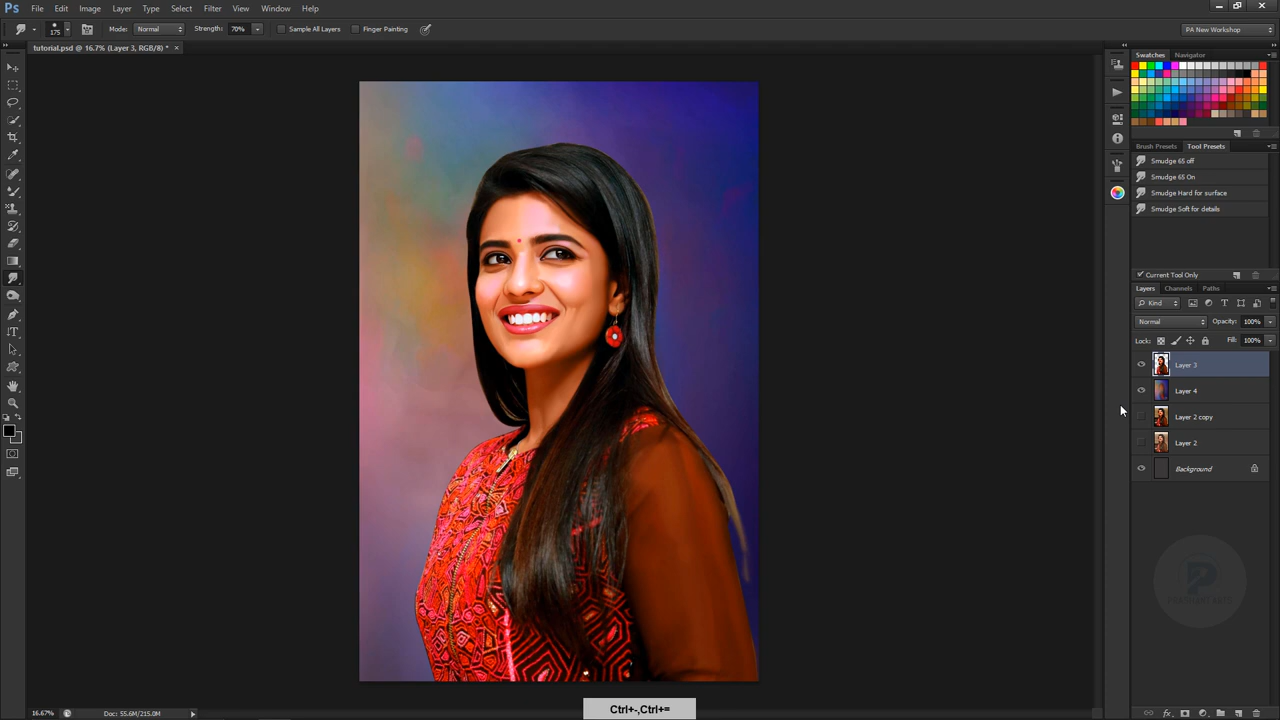 Ps File Edit Image Layer Type Select Filter View Window Help
175 Mode: Normal Strength: 70% Sample All Layers Finger Painting PA New Workshop
tutorial.psd @ 16.7% (Layer 3, RGB/8) * ×
Swatches Navigator
Brush Presets Tool Presets
Smudge 65 off
Smudge 65 On
Smudge Hard for surface
Smudge Soft for details
Current Tool Only
Layers Channels Paths
Kind
Normal Opacity: 100%
Lock: Fill: 100%
Layer 3
Layer 4
Layer 2 copy
Layer 2
Background
Ctrl+-,Ctrl+=
16.67% Doc: 55.6M/215.0M